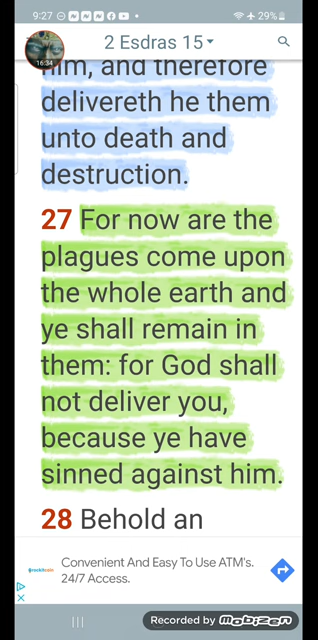 9:27
29%
2 Esdras 15
16:34
him, and therefore
delivereth he them
unto death and
destruction.
27 For now are the
plagues come upon
the whole earth and
ye shall remain in
them: for God shall
not deliver you,
because ye have
sinned against him.
28 Behold an
rockitcoin
Convenient And Easy To Use ATM's.
24/7 Access.
Recorded by mobizen